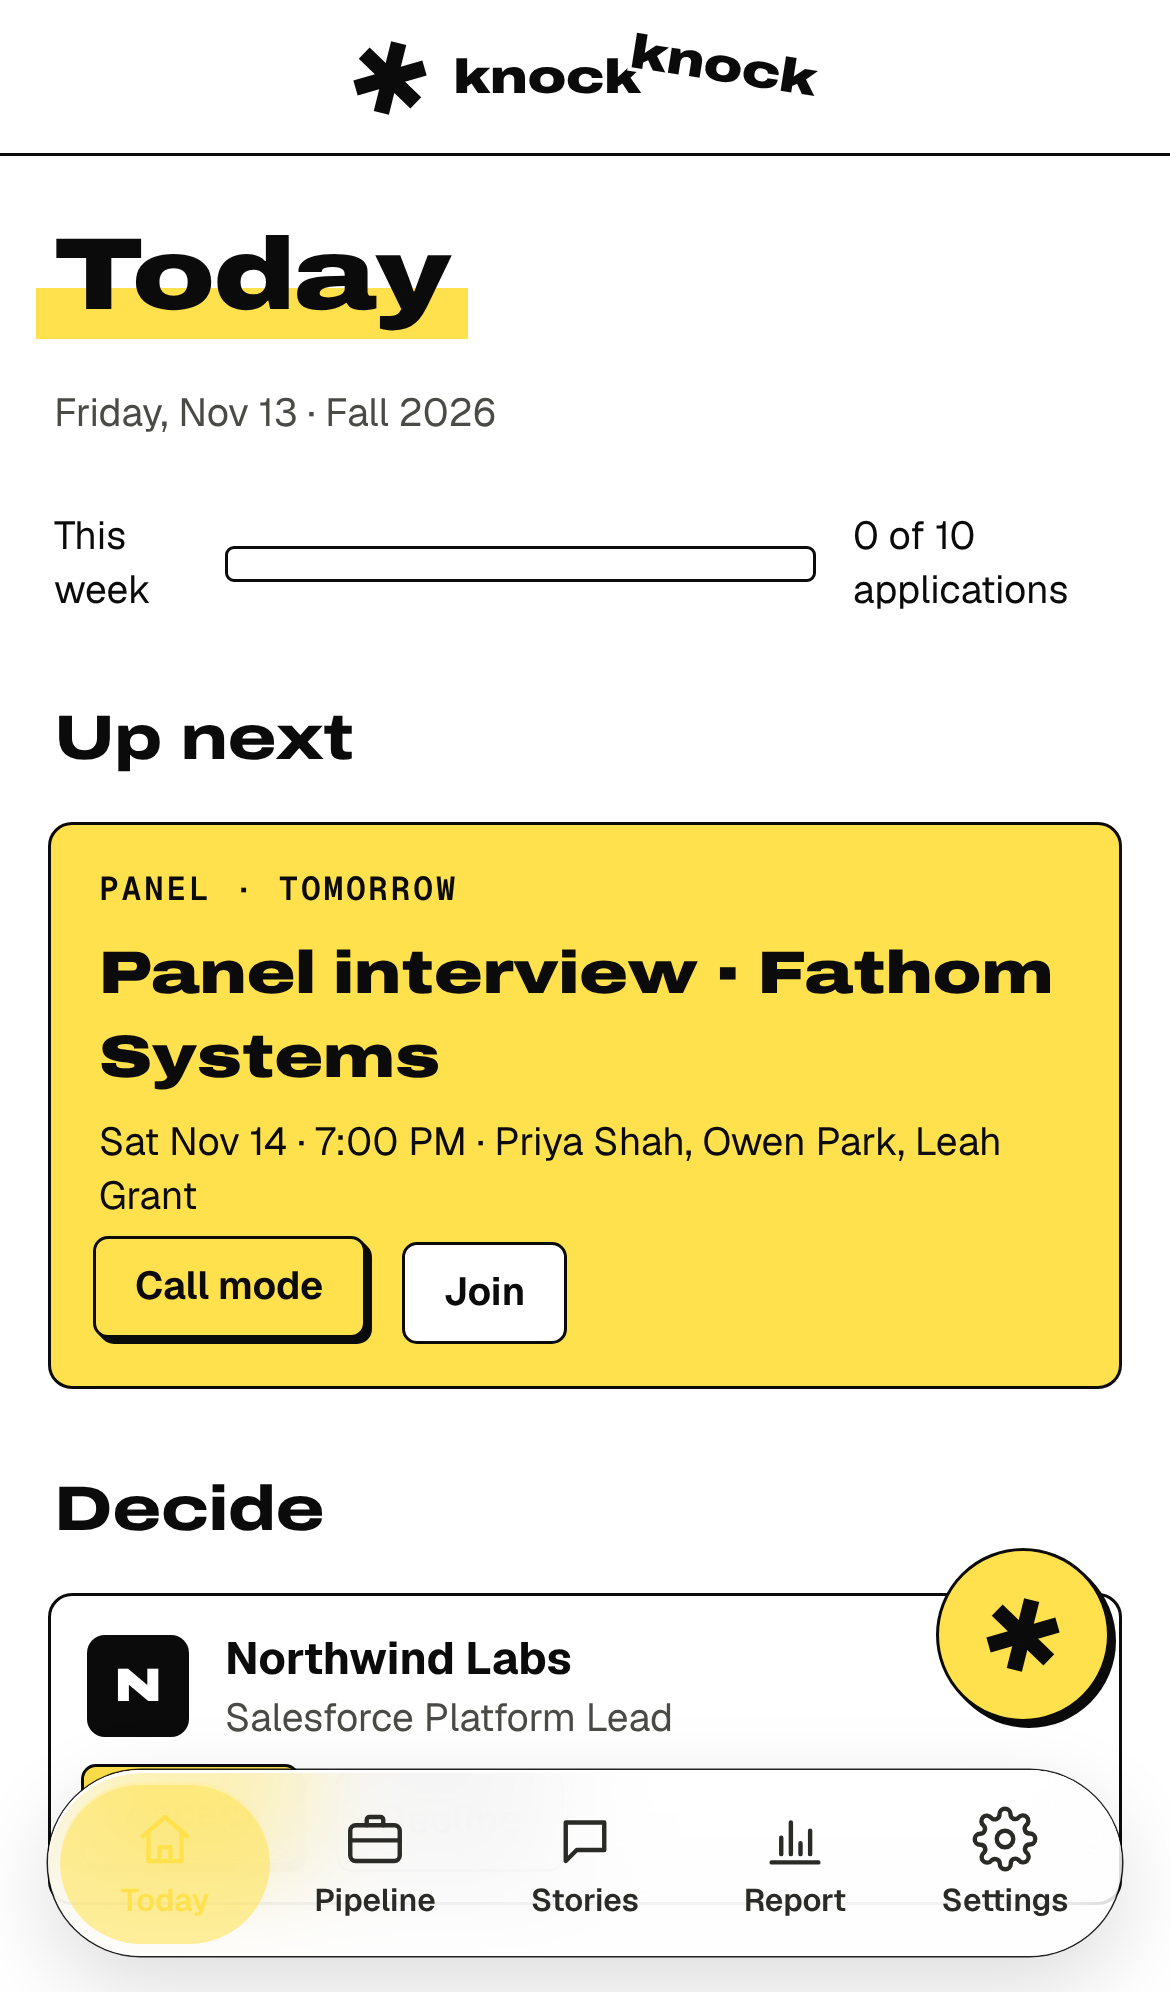 knockknock
Today
Friday, Nov 13 · Fall 2026
This
week
0 of 10
applications
Up next
PANEL · TOMORROW
Panel interview · Fathom
Systems
Sat Nov 14 · 7:00 PM · Priya Shah, Owen Park, Leah
Grant
Call mode
Join
Decide
N
Northwind Labs
Salesforce Platform Lead
Today
Pipeline
Stories
Report
Settings